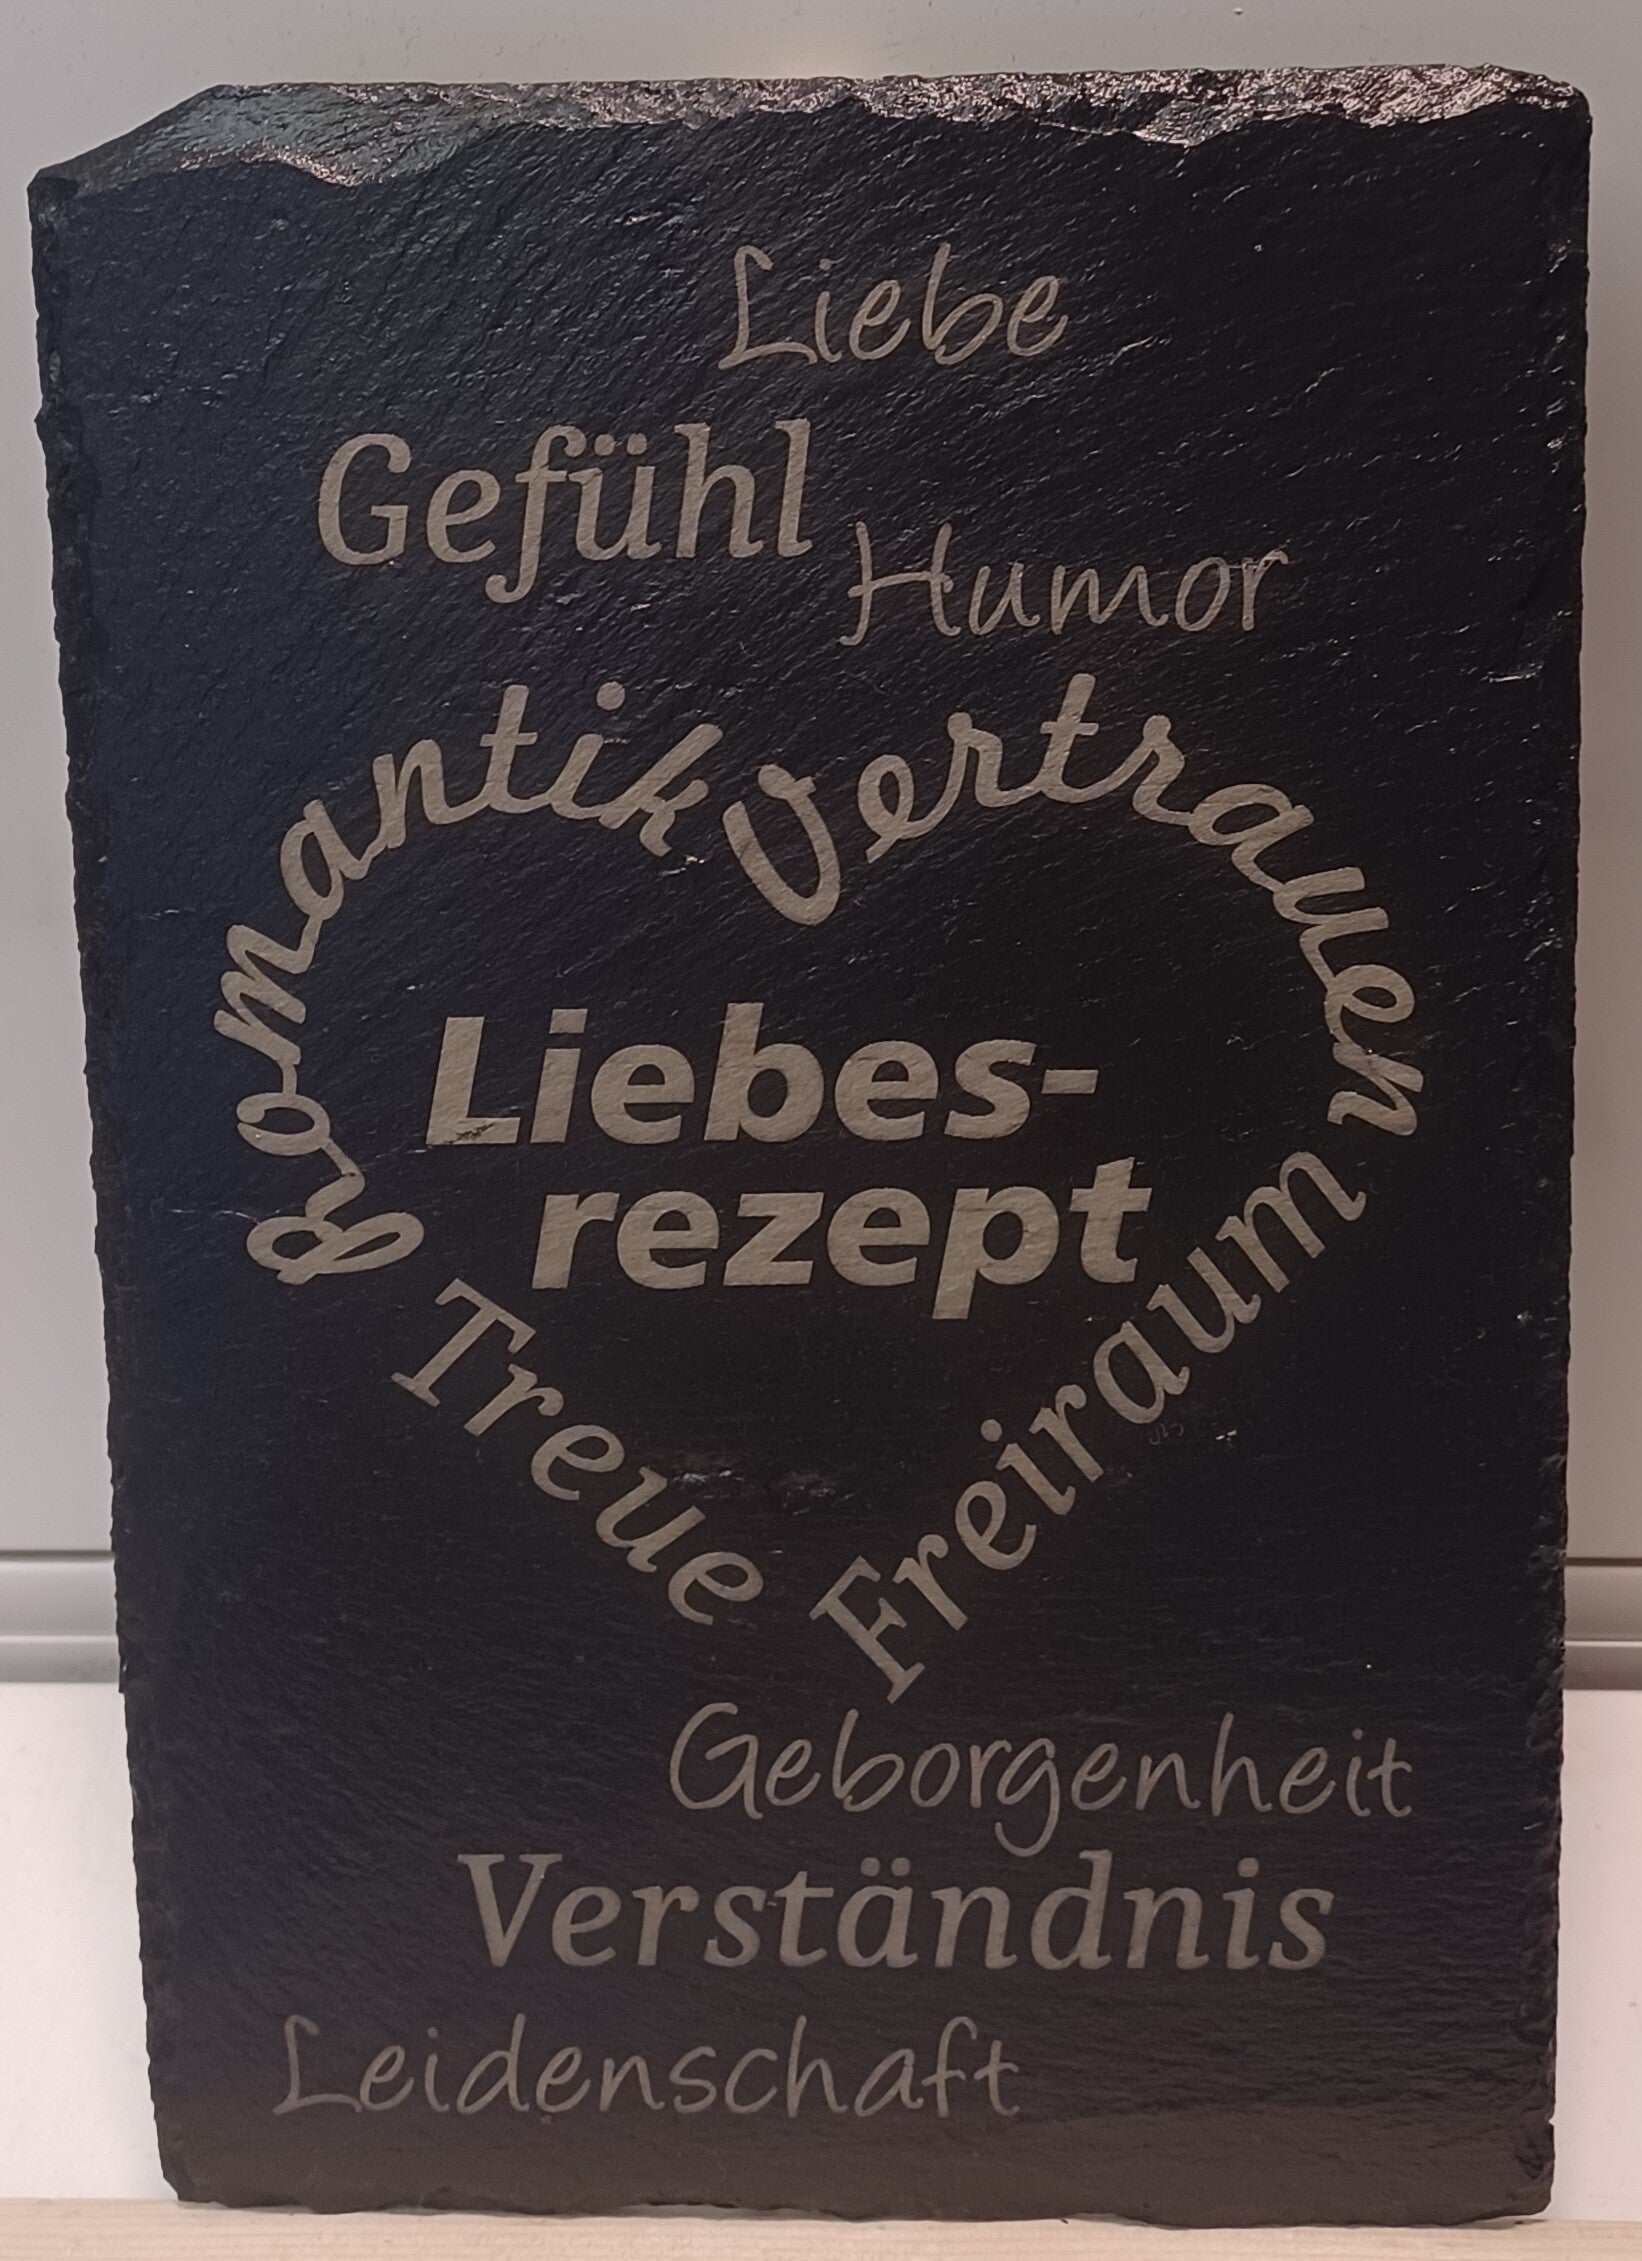 Liebe
Gefühl
Humor
Romantik
Vertrauen
Liebes-
rezept
Treue
Freiraum
Geborgenheit
Verständnis
Leidenschaft